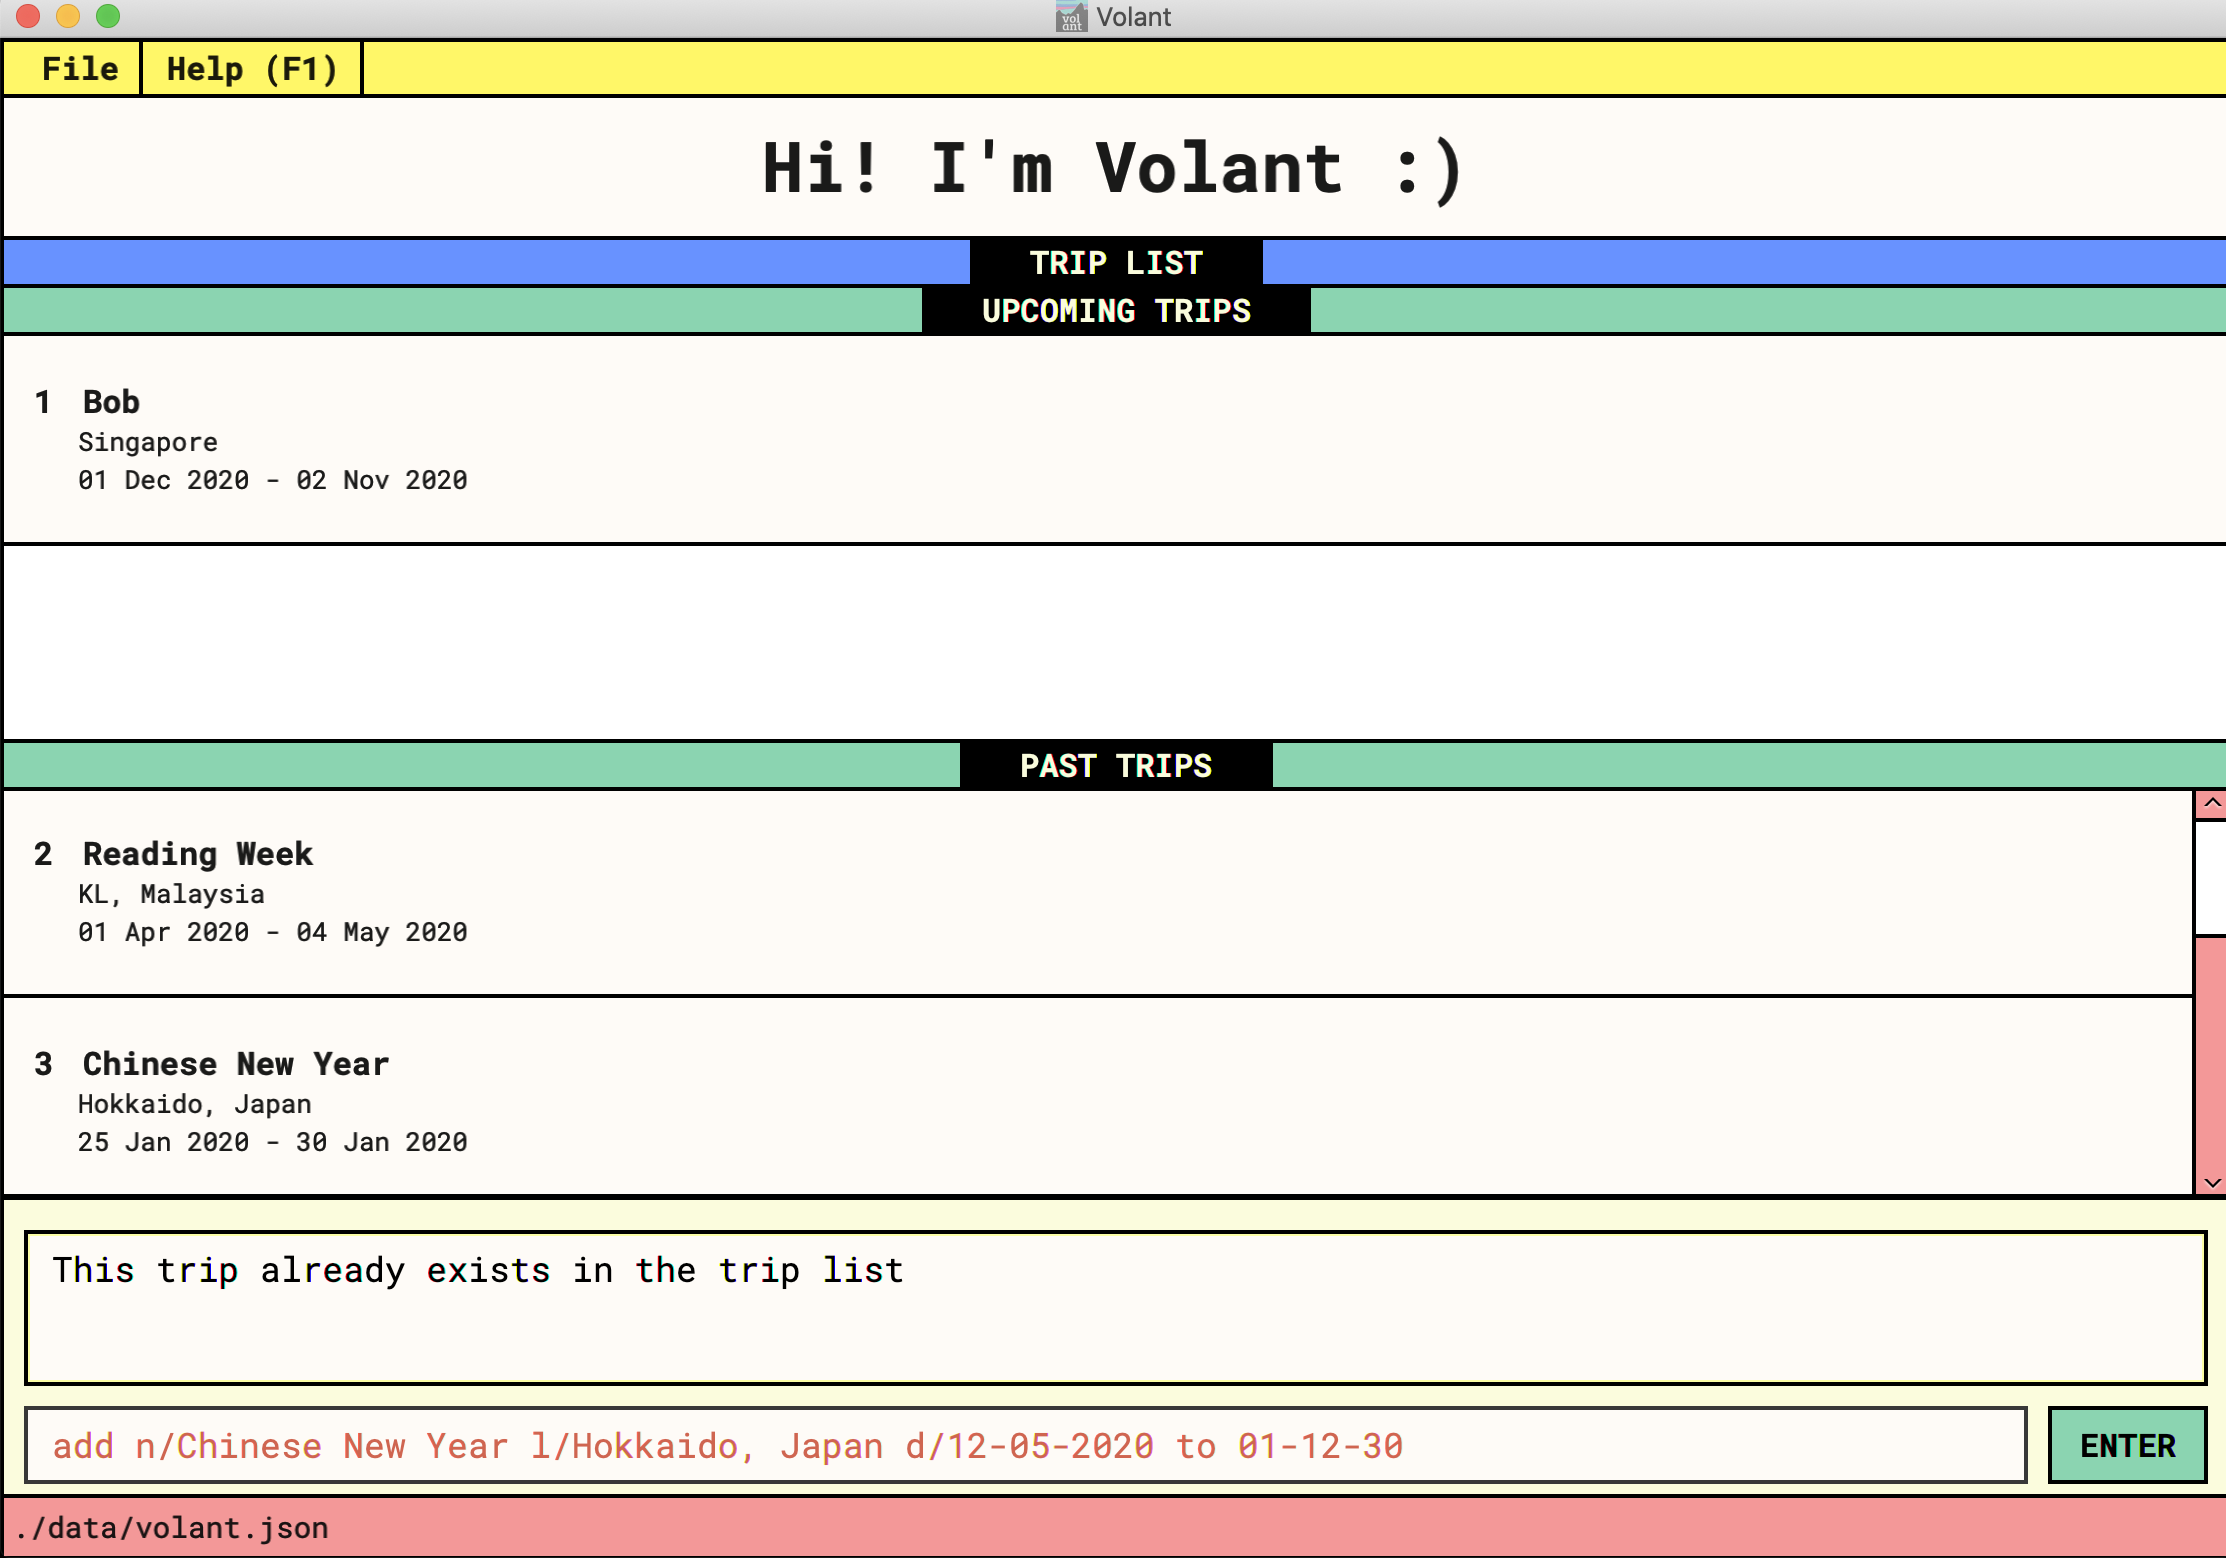 vol
ant
Volant
File Help (F1)
Hi! I'm Volant :)
TRIP LIST
UPCOMING TRIPS
1 Bob
Singapore
01 Dec 2020 - 02 Nov 2020
PAST TRIPS
2 Reading Week
KL, Malaysia
01 Apr 2020 - 04 May 2020
3 Chinese New Year
Hokkaido, Japan
25 Jan 2020 - 30 Jan 2020
This trip already exists in the trip list
add n/Chinese New Year l/Hokkaido, Japan d/12-05-2020 to 01-12-30
ENTER
./data/volant.json